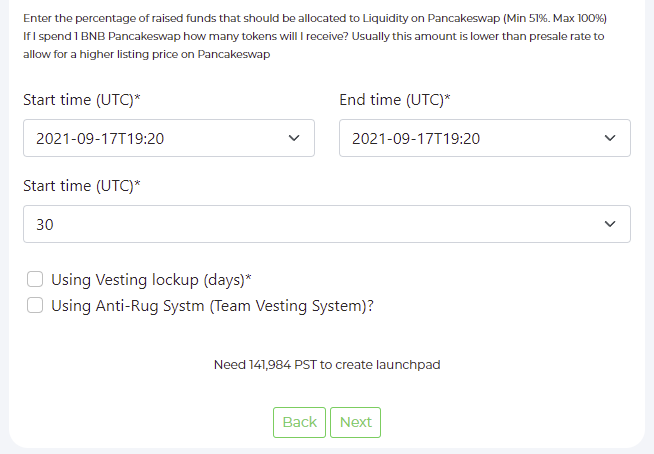 Enter the percentage of raised funds that should be allocated to Liquidity on Pancakeswap (Min 51%. Max 100%)
If I spend 1 BNB Pancakeswap how many tokens will I receive? Usually this amount is lower than presale rate to
allow for a higher listing price on Pancakeswap
Start time (UTC)* End time (UTC)*
2021-09-17T19:20 2021-09-17T19:20
Start time (UTC)*
30
Using Vesting lockup (days)*
Using Anti-Rug Systm (Team Vesting System)?
Need 141,984 PST to create launchpad
Back Next